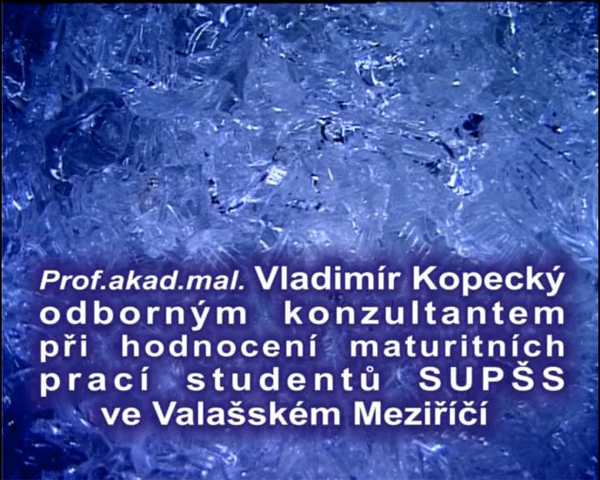 Prof.akad.mal. Vladimír Kopecký
odborným konzultantem
při hodnocení maturitních
prací studentů SUPŠS
ve Valašském Meziříčí